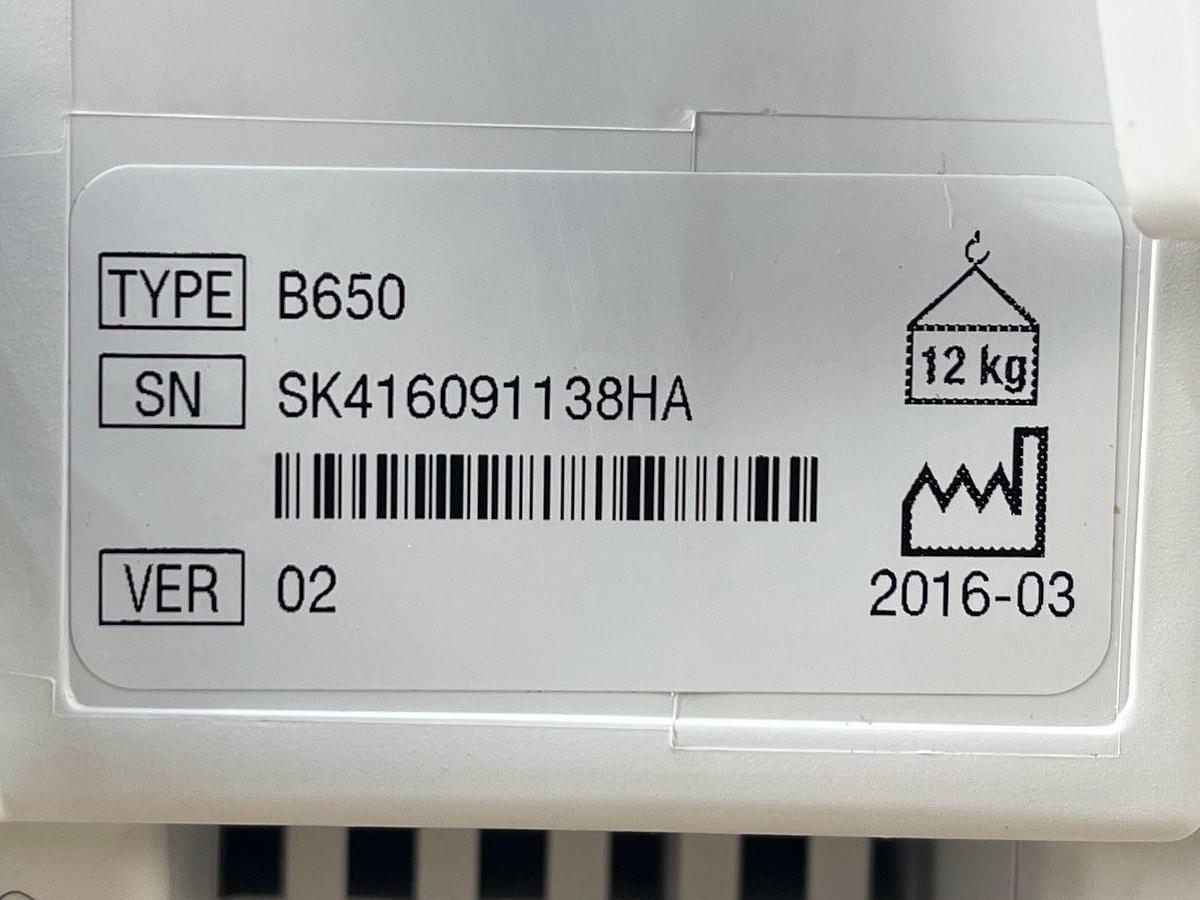 TYPE B650
SN SK416091138HA
VER 02
12 kg
2016-03